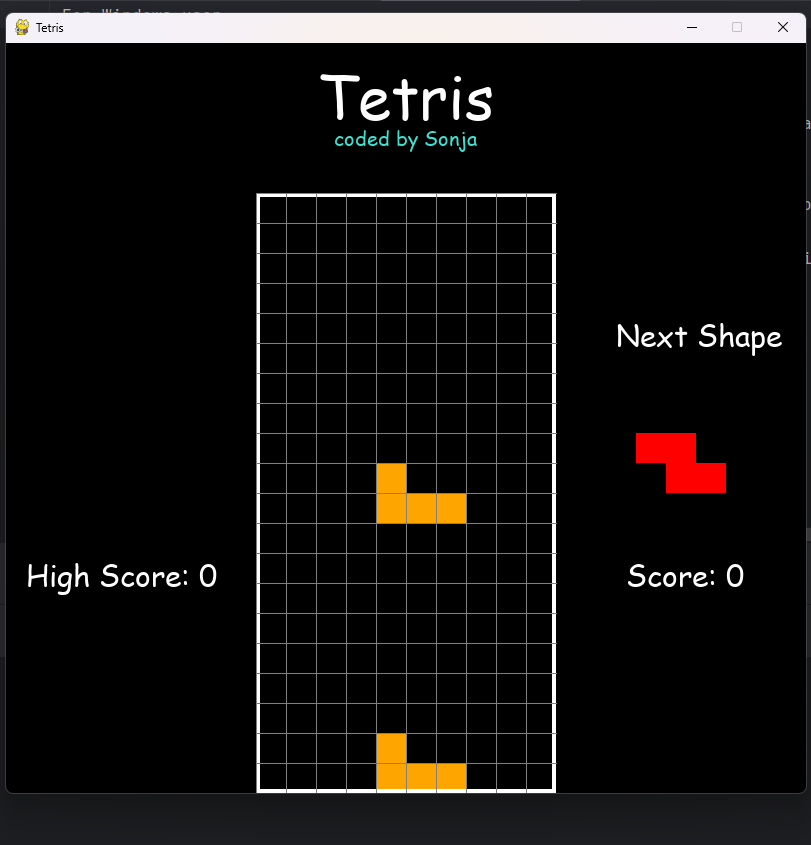 Tetris
Tetris
coded by Sonja
Next Shape
High Score: 0
Score: 0